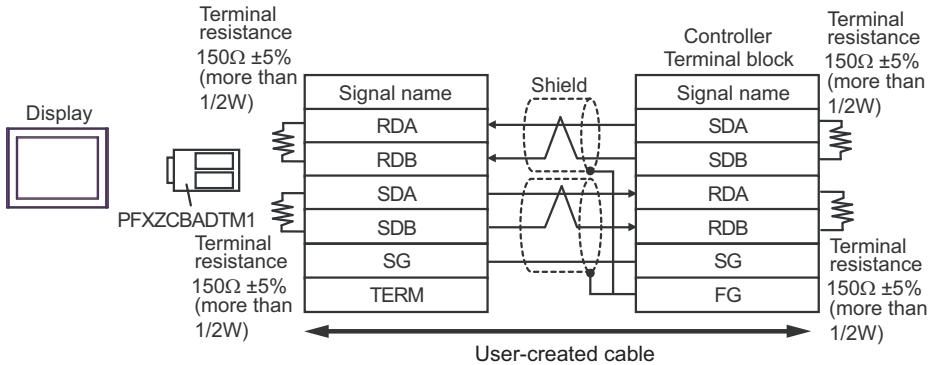 Terminal
resistance
150Ω ±5%
(more than
1/2W)
Display
PFXZCBADTM1
Terminal
resistance
150Ω ±5%
(more than
1/2W)
Signal name
RDA
RDB
SDA
SDB
SG
TERM
Shield
Controller
Terminal block
Signal name
SDA
SDB
RDA
RDB
SG
FG
Terminal
resistance
150Ω ±5%
(more than
1/2W)
Terminal
resistance
150Ω ±5%
(more than
1/2W)
User-created cable